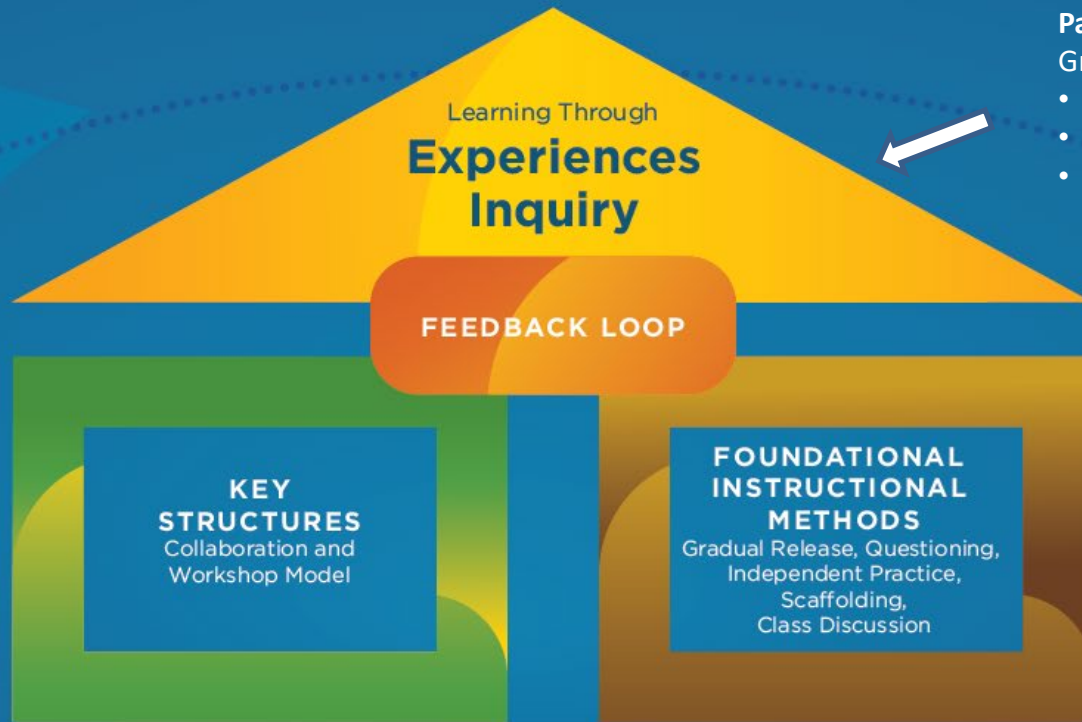 Learning Through
Experiences
Inquiry
FEEDBACK LOOP
KEY
STRUCTURES
Collaboration and
Workshop Model
FOUNDATIONAL
INSTRUCTIONAL
METHODS
Gradual Release, Questioning,
Independent Practice,
Scaffolding,
Class Discussion